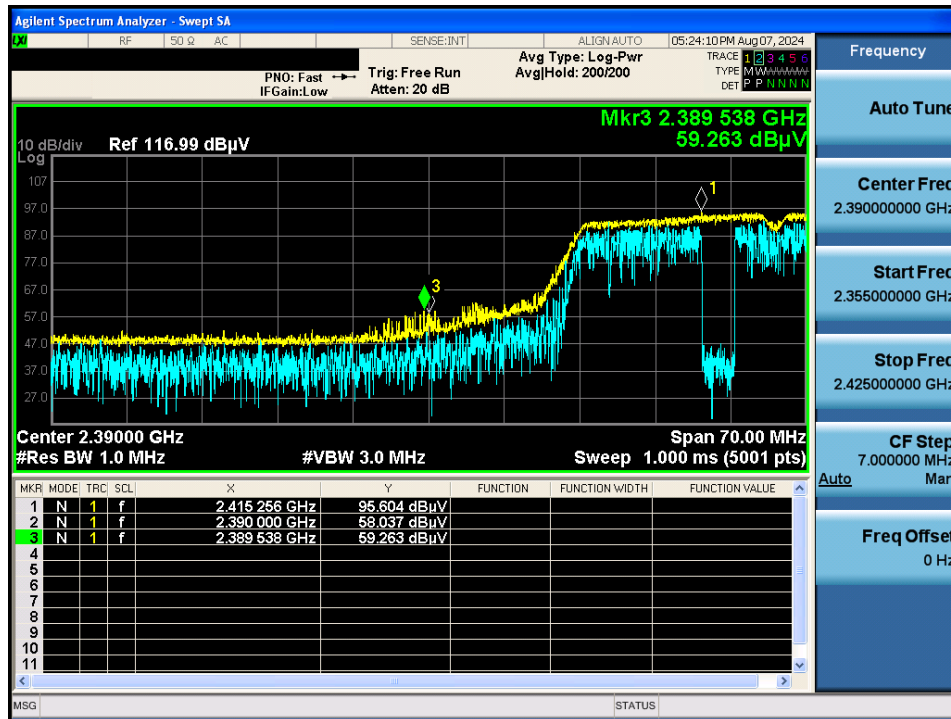 Agilent Spectrum Analyzer - Swept SA
LXI RF 50 Ω AC SENSE:INT ALIGN AUTO 05:24:10 PM Aug 07, 2024
PNO: Fast Trig: Free Run Avg Type: Log-Pwr TRACE 1 2 3 4 5 6
IFGain:Low Atten: 20 dB Avg|Hold: 200/200 TYPE M WWWWW
DET P P N N N N
Mkr3 2.389 538 GHz
59.263 dBµV
10 dB/div Ref 116.99 dBµV
Log
107
97.0
87.0
77.0
67.0
57.0
47.0
37.0
27.0
1
3
Center 2.39000 GHz Span 70.00 MHz
#Res BW 1.0 MHz #VBW 3.0 MHz Sweep 1.000 ms (5001 pts)
MKR MODE TRC SCL X Y FUNCTION FUNCTION WIDTH FUNCTION VALUE
1 N 1 f 2.415 256 GHz 95.604 dBµV
2 N 1 f 2.390 000 GHz 58.037 dBµV
3 N 1 f 2.389 538 GHz 59.263 dBµV
4
5
6
7
8
9
10
11
MSG STATUS
Frequency
Auto Tune
Center Freq
2.390000000 GHz
Start Freq
2.355000000 GHz
Stop Freq
2.425000000 GHz
CF Step
7.000000 MHz
Auto Man
Freq Offset
0 Hz